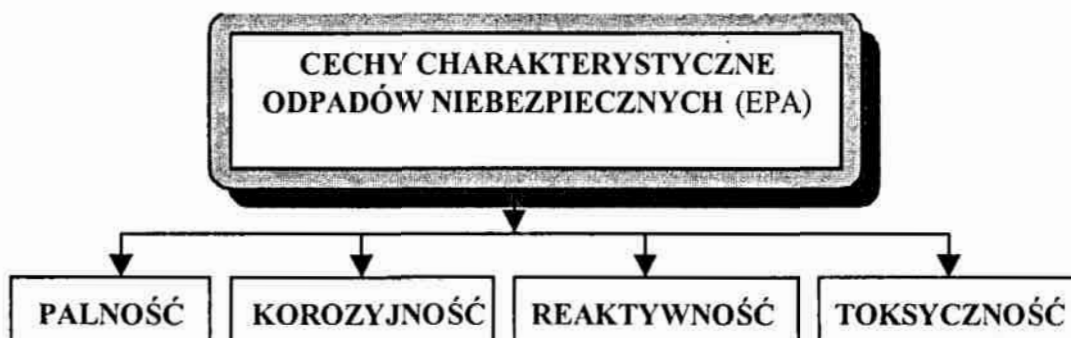 CECHY CHARAKTERYSTYCZNE
ODPADÓW NIEBEZPIECZNYCH (EPA)
PALNOŚĆ
KOROZYJNOŚĆ
REAKTYWNOŚĆ
TOKSYCZNOŚĆ